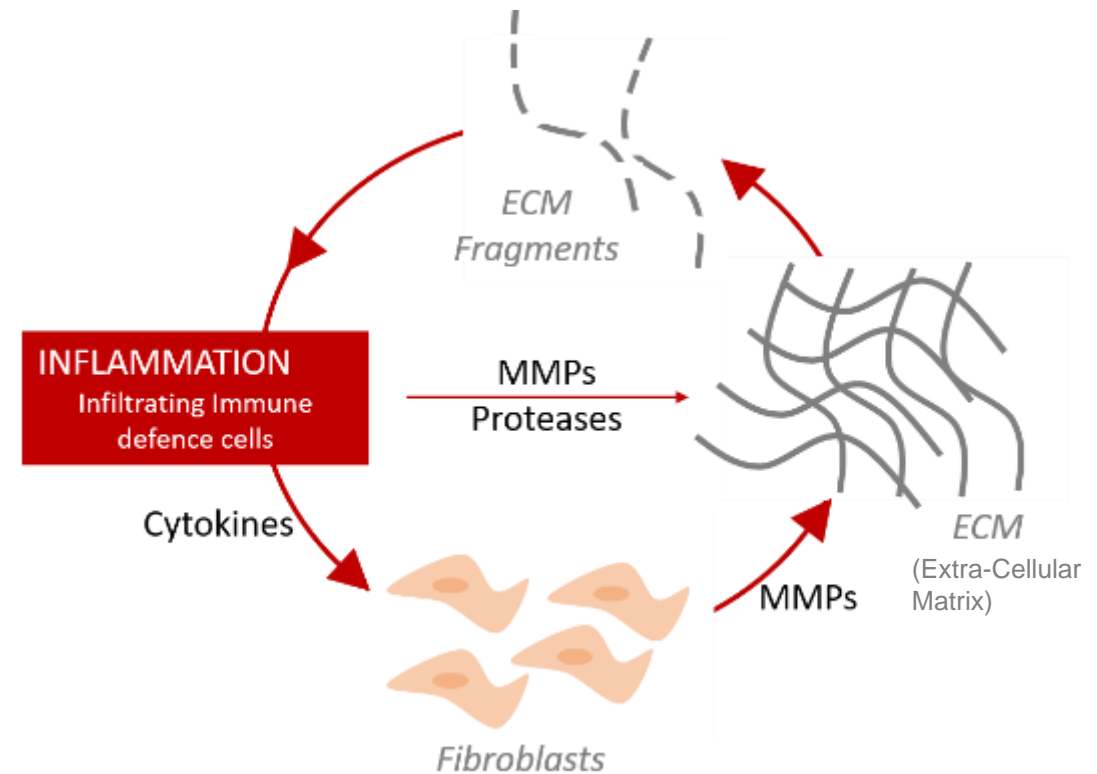 ECM
Fragments
INFLAMMATION
Infiltrating Immune
defence cells
MMPs
Proteases
Cytokines
ECM
(Extra-Cellular
Matrix)
MMPs
Fibroblasts